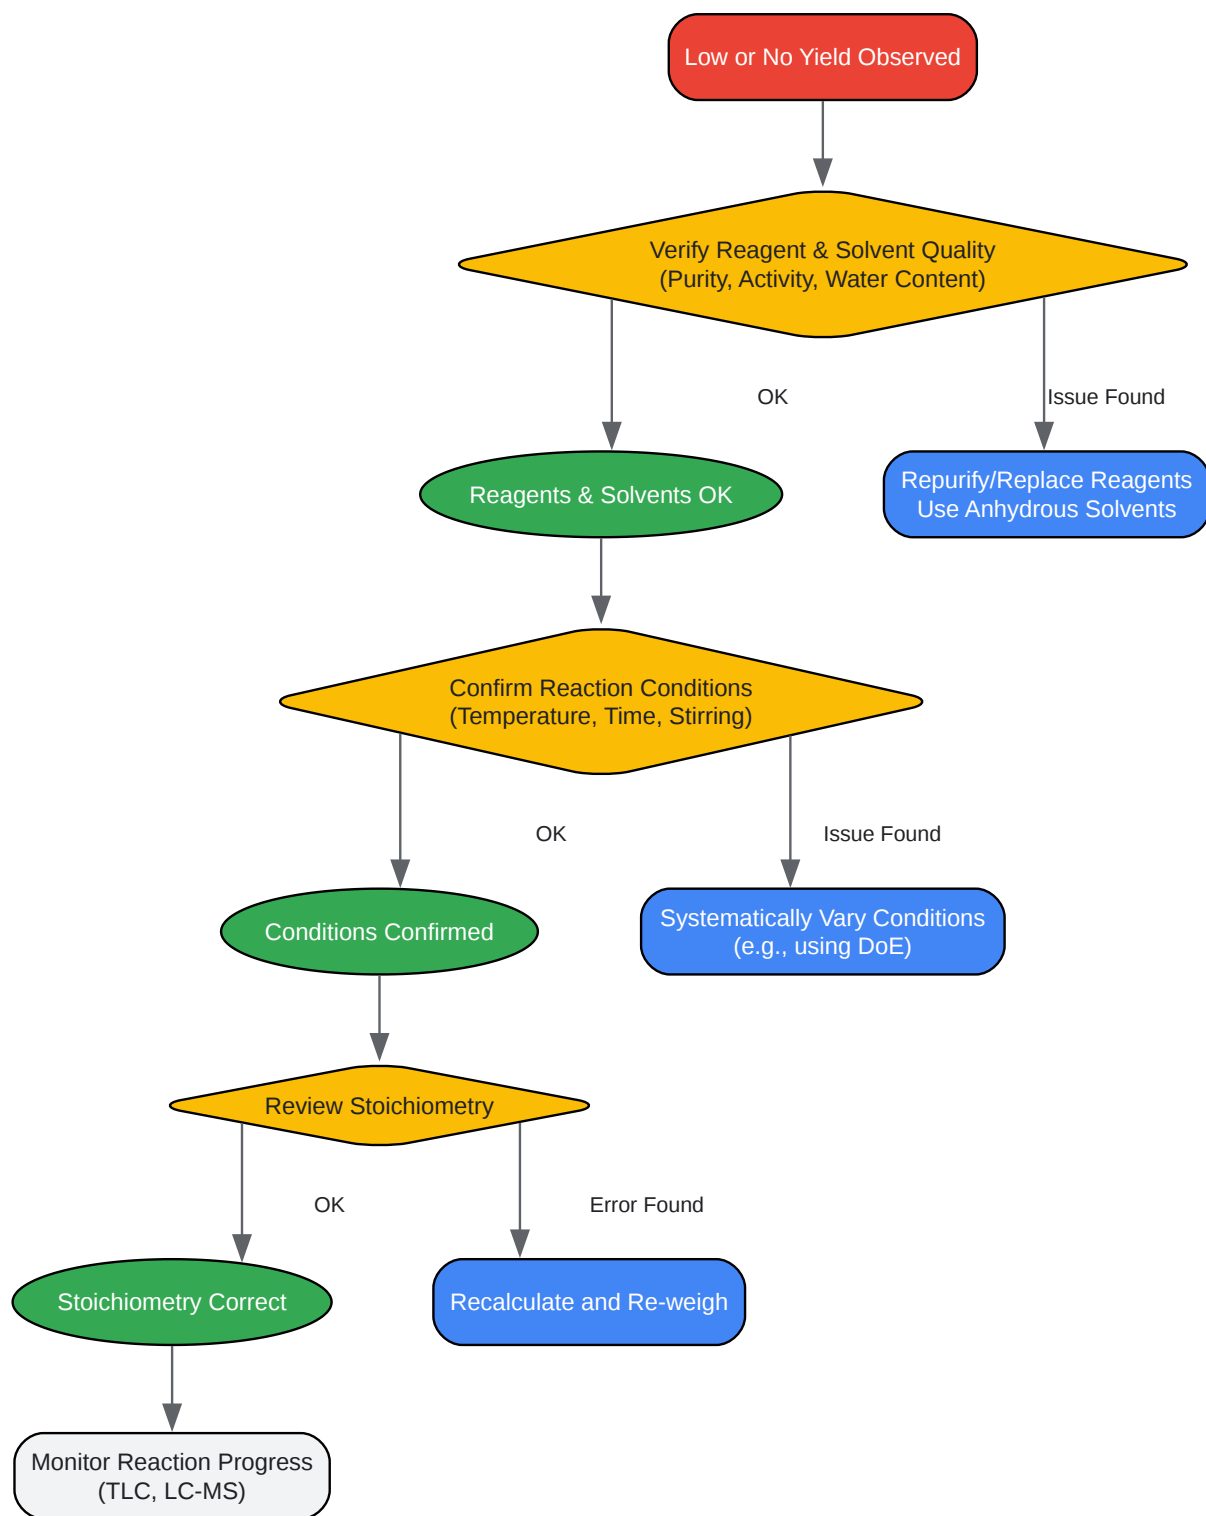 Low or No Yield Observed
Verify Reagent & Solvent Quality
(Purity, Activity, Water Content)
OK
Issue Found
Reagents & Solvents OK
Repurify/Replace Reagents
Use Anhydrous Solvents
Confirm Reaction Conditions
(Temperature, Time, Stirring)
OK
Issue Found
Conditions Confirmed
Systematically Vary Conditions
(e.g., using DoE)
Review Stoichiometry
OK
Error Found
Stoichiometry Correct
Recalculate and Re-weigh
Monitor Reaction Progress
(TLC, LC-MS)